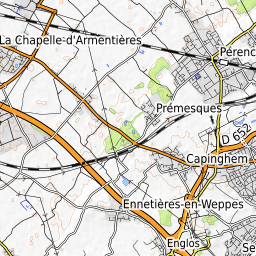 La Chapelle-d'Armentières
Pérenc
Prémesques
D 652
Capinghem
Ennetières-en-Weppes
Englos
Se